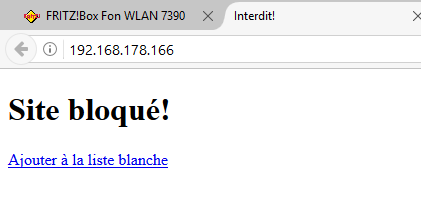 FRITZ!Box Fon WLAN 7390
Interdit!
192.168.178.166
Site bloqué!
Ajouter à la liste blanche